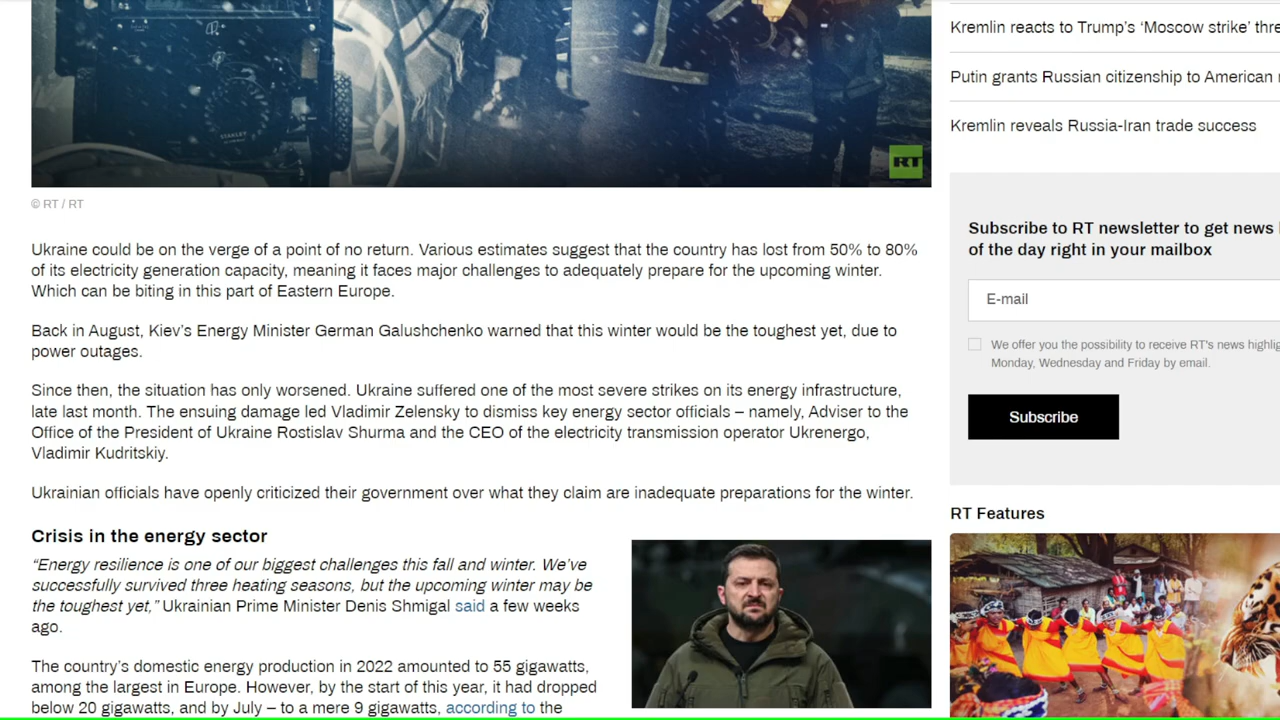 STANLEY
RT
© RT / RT
Ukraine could be on the verge of a point of no return. Various estimates suggest that the country has lost from 50% to 80%
of its electricity generation capacity, meaning it faces major challenges to adequately prepare for the upcoming winter.
Which can be biting in this part of Eastern Europe.
Back in August, Kiev's Energy Minister German Galushchenko warned that this winter would be the toughest yet, due to
power outages.
Since then, the situation has only worsened. Ukraine suffered one of the most severe strikes on its energy infrastructure,
late last month. The ensuing damage led Vladimir Zelensky to dismiss key energy sector officials – namely, Adviser to the
Office of the President of Ukraine Rostislav Shurma and the CEO of the electricity transmission operator Ukrenergo,
Vladimir Kudritskiy.
Ukrainian officials have openly criticized their government over what they claim are inadequate preparations for the winter.
Crisis in the energy sector
“Energy resilience is one of our biggest challenges this fall and winter. We've
successfully survived three heating seasons, but the upcoming winter may be
the toughest yet,” Ukrainian Prime Minister Denis Shmigal said a few weeks
ago.
The country's domestic energy production in 2022 amounted to 55 gigawatts,
among the largest in Europe. However, by the start of this year, it had dropped
below 20 gigawatts, and by July – to a mere 9 gigawatts, according to the
Kremlin reacts to Trump's ‘Moscow strike’ thre
Putin grants Russian citizenship to American
Kremlin reveals Russia-Iran trade success
Subscribe to RT newsletter to get news
of the day right in your mailbox
E-mail
We offer you the possibility to receive RT's news highlig
Monday, Wednesday and Friday by email.
Subscribe
RT Features